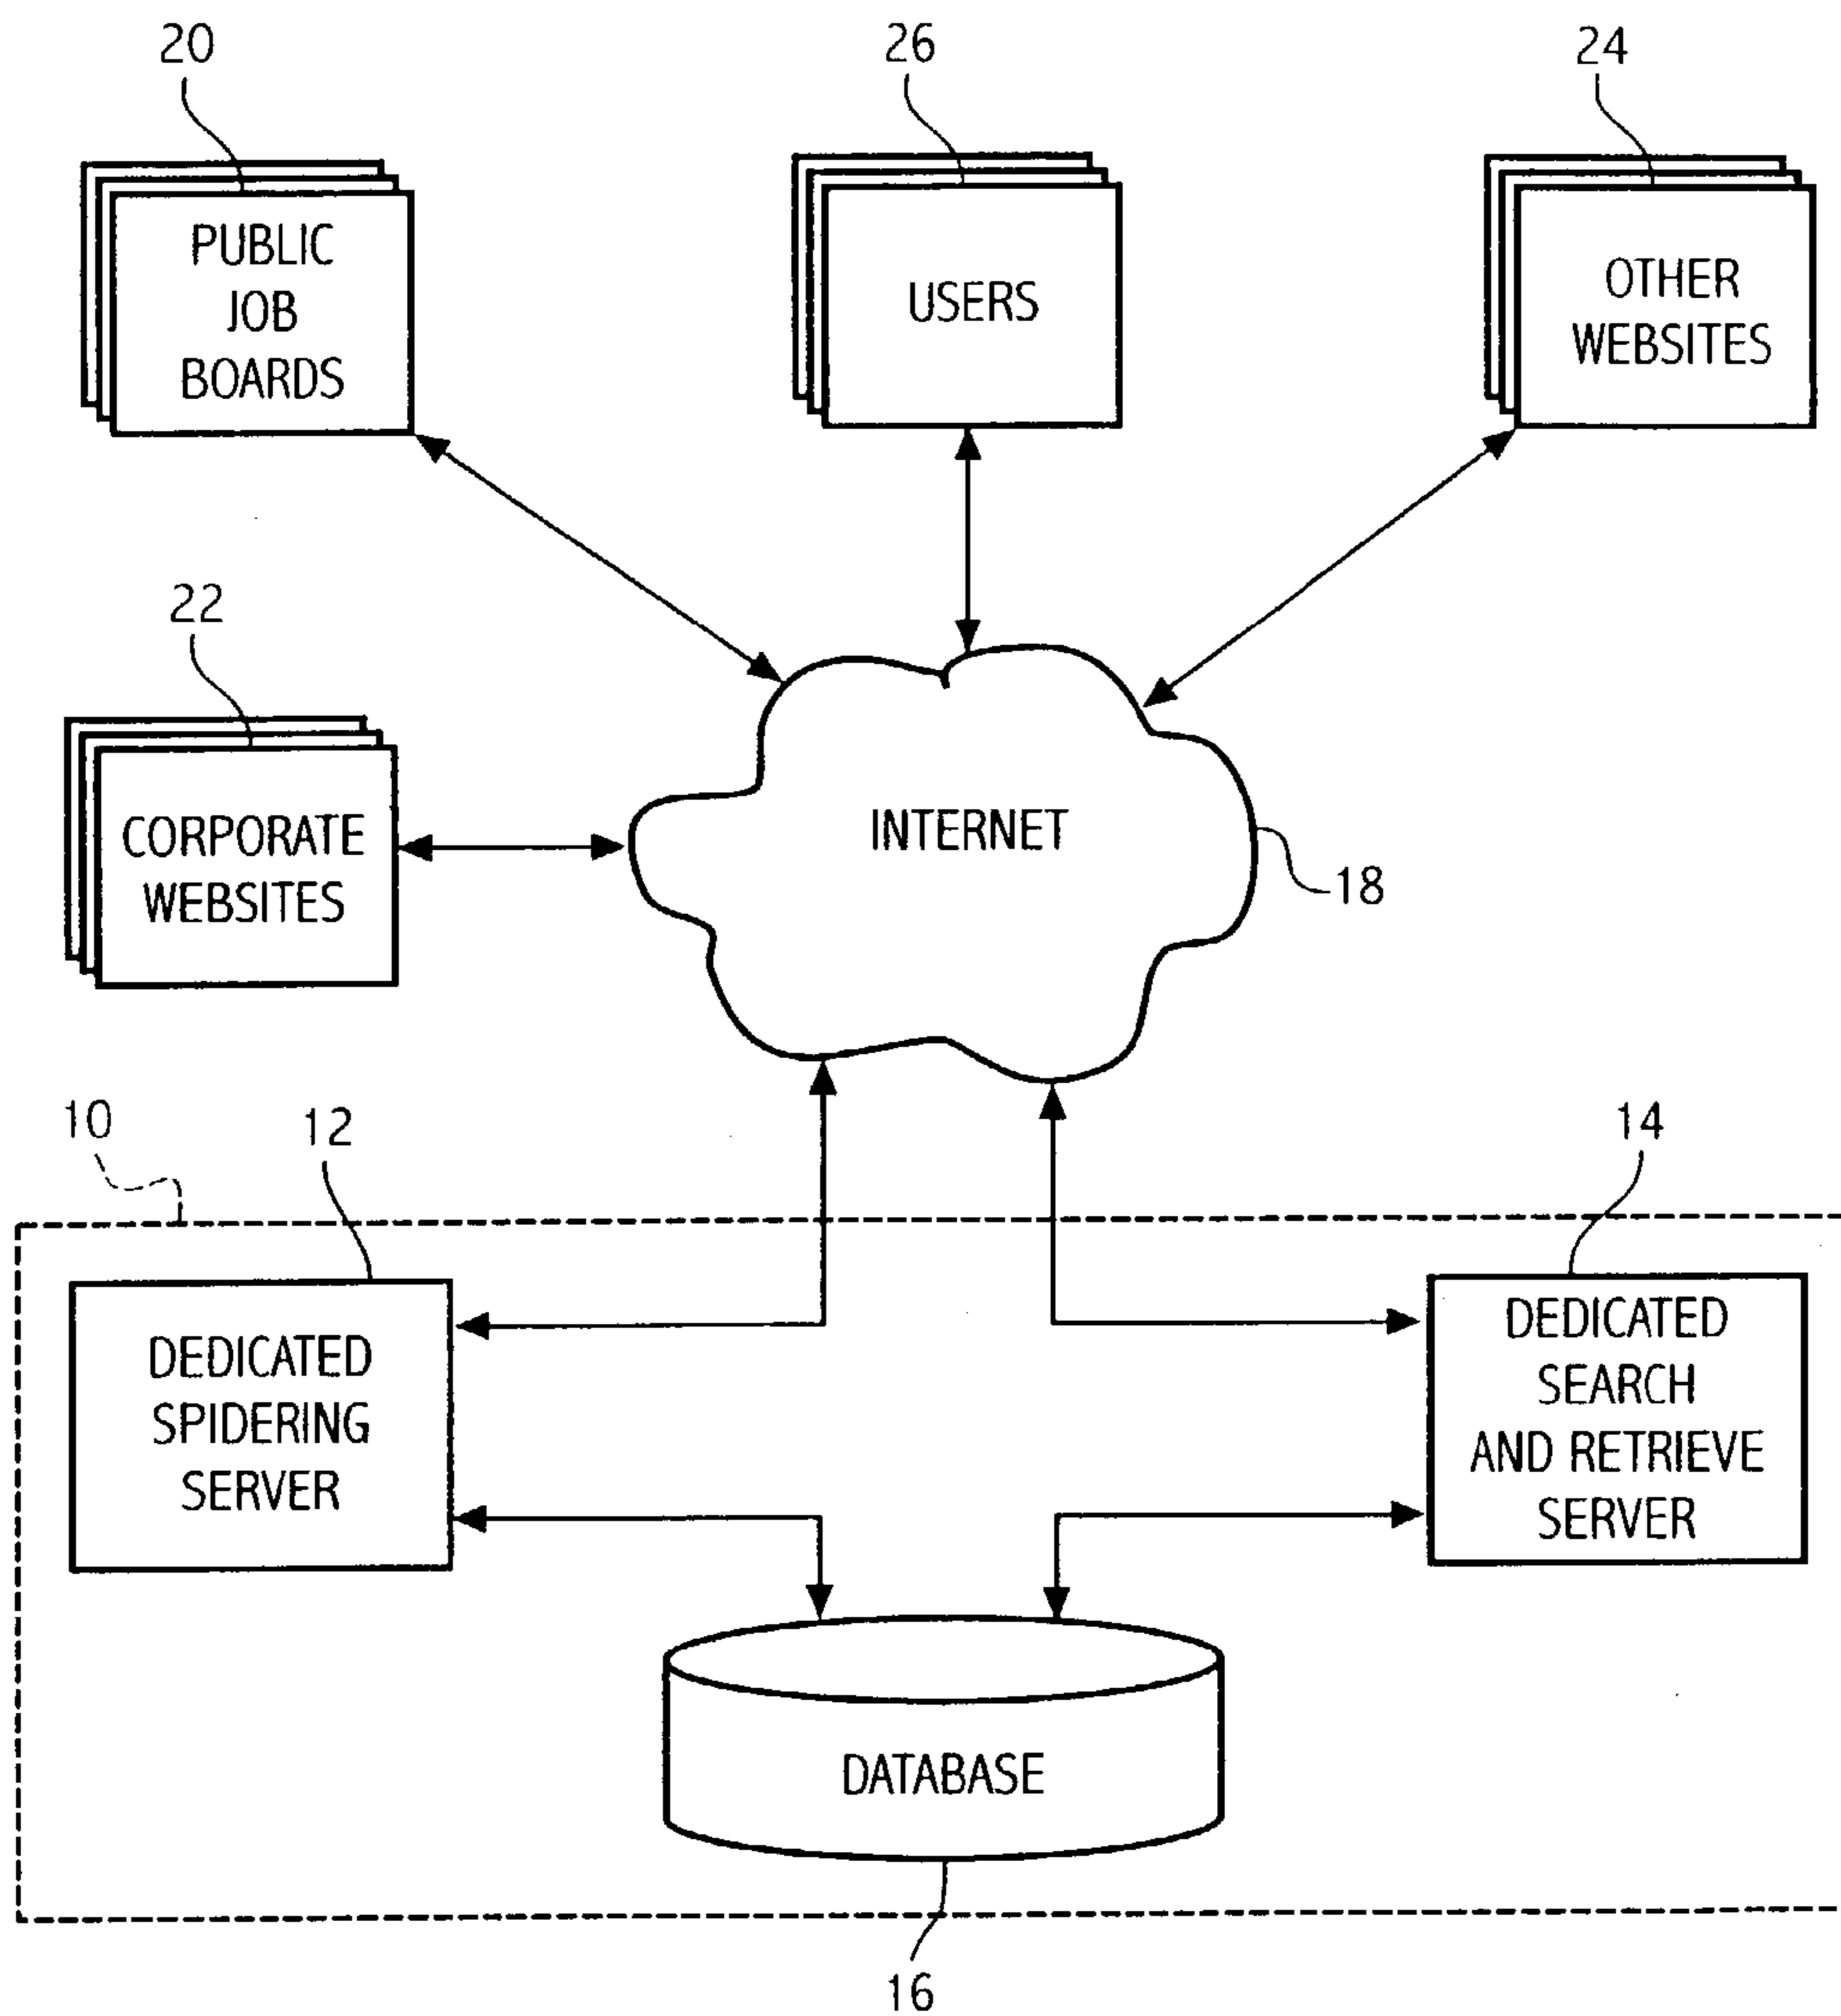 20
26
24
PUBLIC
JOB
BOARDS
USERS
OTHER
WEBSITES
22
CORPORATE
WEBSITES
INTERNET
18
10
12
14
DEDICATED
SPIDERING
SERVER
DEDICATED
SEARCH
AND RETRIEVE
SERVER
DATABASE
16